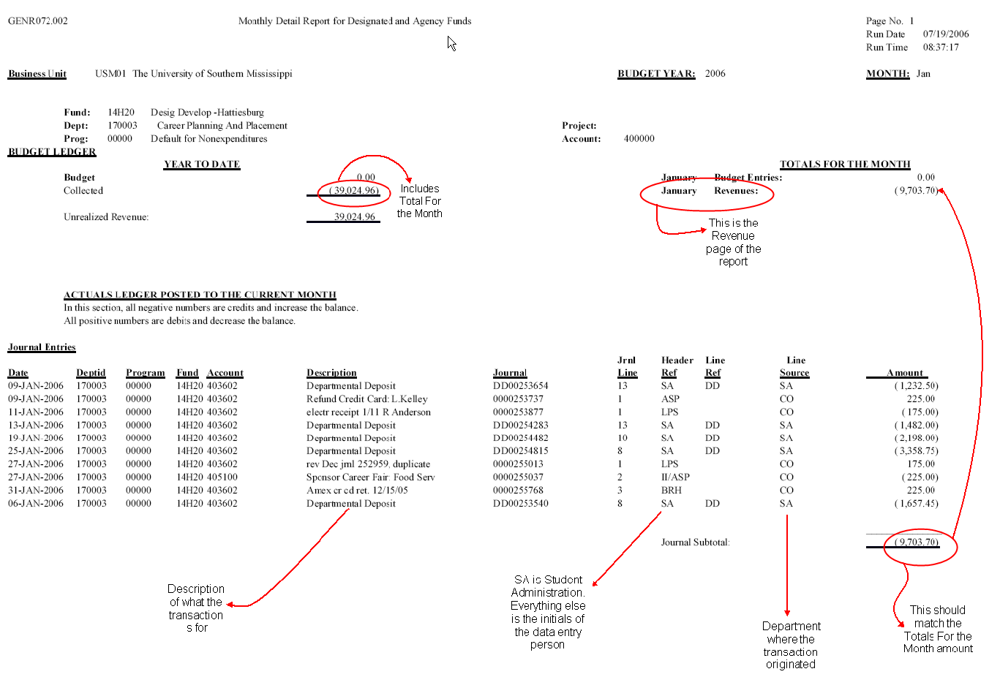 GENR072.002 Monthly Detail Report for Designated and Agency Funds Page No. 1
Run Date 07/19/2006
Run Time 08:37:17
Business Unit USM01 The University of Southern Mississippi BUDGET YEAR: 2006 MONTH: Jan
Fund: 14H20 Desig Develop -Hattiesburg
Dept: 170003 Career Planning And Placement Project:
Prog: 00000 Default for Nonexpenditures Account: 400000
BUDGET LEDGER
YEAR TO DATE TOTALS FOR THE MONTH
Budget 0.00 January Budget Entries: 0.00
Collected (39,024.96) January Revenues: (9,703.70)
Includes
Total For
the Month
Unrealized Revenue: 39,024.96
This is the
Revenue
page of the
report
ACTUALS LEDGER POSTED TO THE CURRENT MONTH
In this section, all negative numbers are credits and increase the balance.
All positive numbers are debits and decrease the balance.
Journal Entries
Jrnl Header Line Line
Date Deptid Program Fund Account Description Journal Line Ref Ref Source Amount
09-JAN-2006 170003 00000 14H20 403602 Departmental Deposit DD00253654 13 SA DD SA (1,232.50)
09-JAN-2006 170003 00000 14H20 403602 Refund Credit Card: L.Kelley 0000253737 1 ASP CO 225.00
11-JAN-2006 170003 00000 14H20 403602 electr receipt 1/11 R Anderson 0000253877 1 LPS CO (175.00)
13-JAN-2006 170003 00000 14H20 403602 Departmental Deposit DD00254283 13 SA DD SA (1,482.00)
19-JAN-2006 170003 00000 14H20 403602 Departmental Deposit DD00254482 10 SA DD SA (2,198.00)
25-JAN-2006 170003 00000 14H20 403602 Departmental Deposit DD00254815 8 SA DD SA (3,358.75)
27-JAN-2006 170003 00000 14H20 403602 rev Dec jrnl 252959, duplicate 0000255013 1 LPS CO 175.00
27-JAN-2006 170003 00000 14H20 405100 Sponsor Career Fair: Food Serv 0000255037 2 II/ASP CO (225.00)
31-JAN-2006 170003 00000 14H20 403602 Amex cr cd ret. 12/15/05 0000255768 3 BRH CO 225.00
06-JAN-2006 170003 00000 14H20 403602 Departmental Deposit DD00253540 8 SA DD SA (1,657.45)
Journal Subtotal: (9,703.70)
Description
of what the
transaction
s for
SA is Student
Administration.
Everything else
is the initials of
the data entry
person
Department
where the
transaction
originated
This should
match the
Totals For the
Month amount